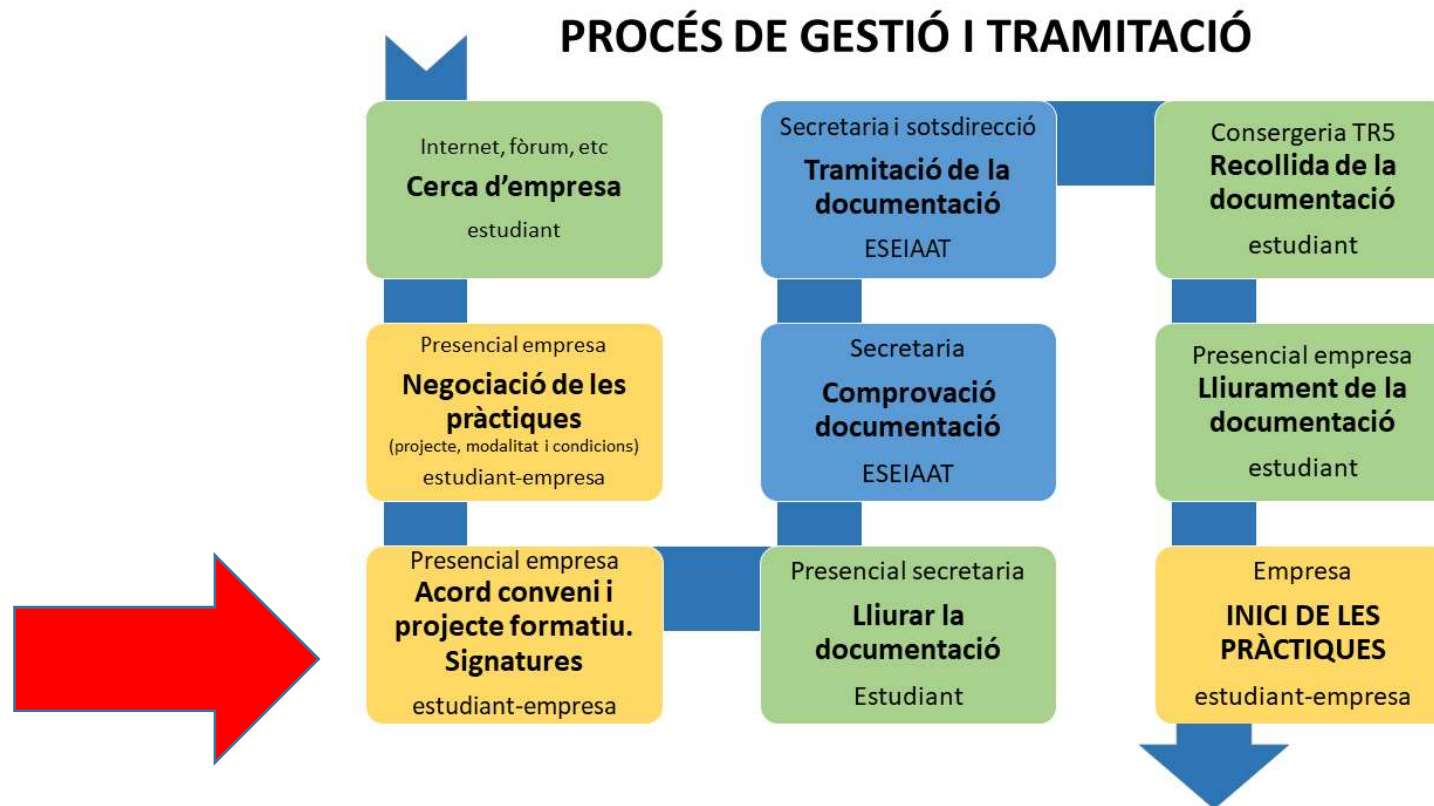 PROCÉS DE GESTIÓ I TRAMITACIÓ
Internet, fòrum, etc
Cerca d’empresa
estudiant
Presencial empresa
Negociació de les
pràctiques
(projecte, modalitat i condicions)
estudiant-empresa
Presencial empresa
Acord conveni i
projecte formatiu.
Signatures
estudiant-empresa
Presencial secretaria
Lliurar la
documentació
Estudiant
Secretaria
Comprovació
documentació
ESEIAAT
Secretaria i sotsdirecció
Tramitació de la
documentació
ESEIAAT
Consergeria TR5
Recollida de la
documentació
estudiant
Presencial empresa
Lliurament de la
documentació
estudiant
Empresa
INICI DE LES
PRÀCTIQUES
estudiant-empresa